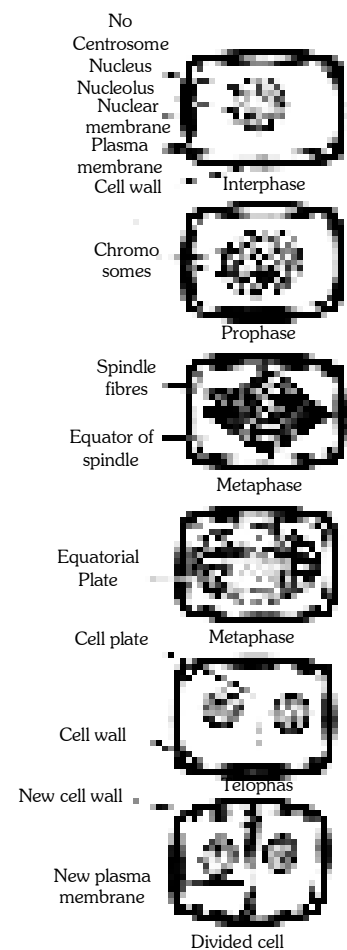 No
Centrosome
Nucleus
Nucleolus
Nuclear
membrane
Plasma
membrane
Cell wall
Interphase
Chromo
somes
Prophase
Spindle
fibres
Equator of
spindle
Metaphase
Equatorial
Plate
Metaphase
Cell plate
Cell wall
Telophas
New cell wall
New plasma
membrane
Divided cell